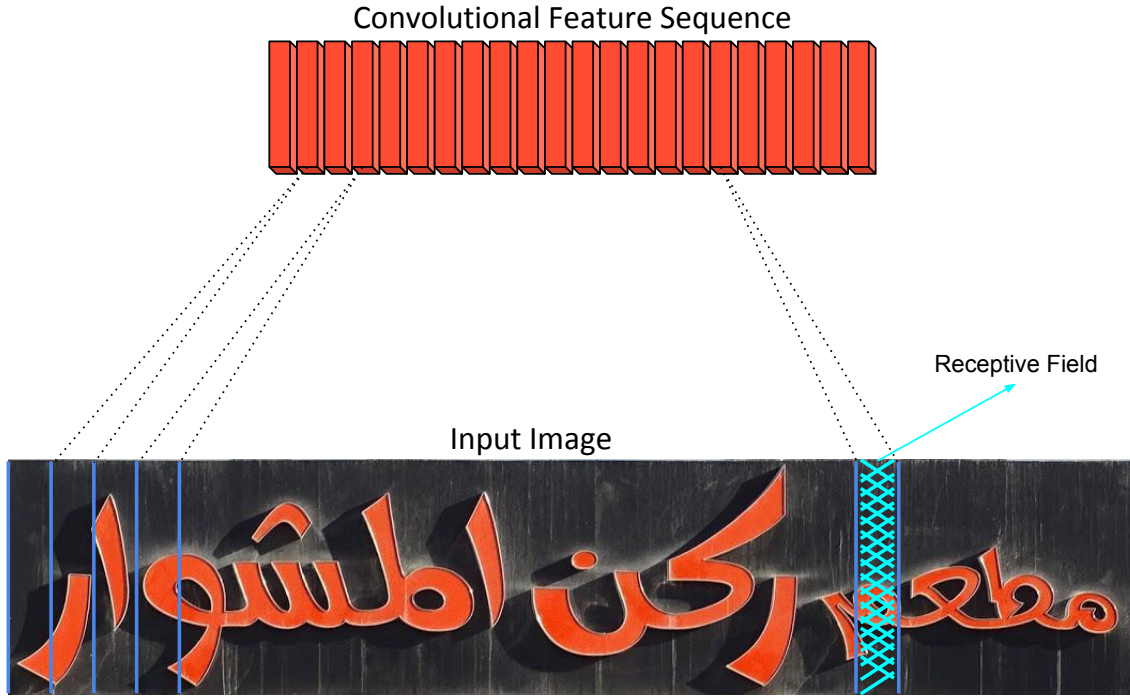 Convolutional Feature Sequence
Receptive Field
Input Image
مطعم ركن المشوار